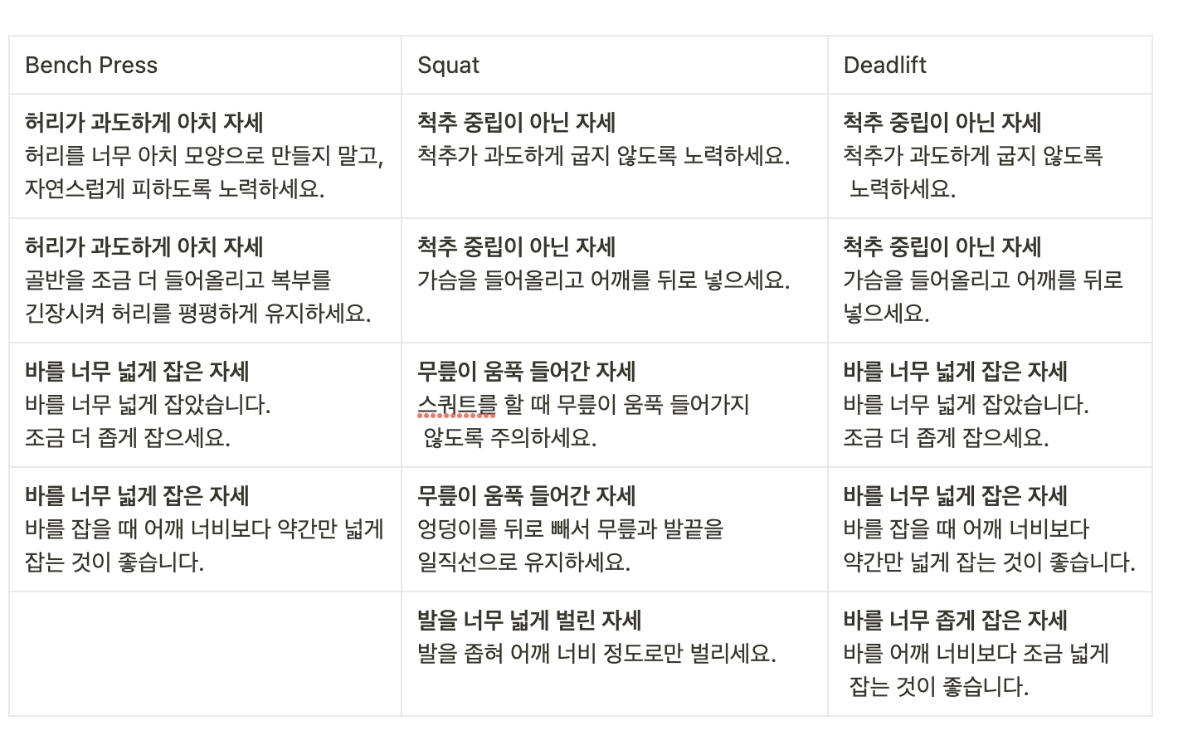 Bench Press
Squat
Deadlift
허리가 과도하게 아치 자세
허리를 너무 아치 모양으로 만들지 말고,
자연스럽게 피하도록 노력하세요.
척추 중립이 아닌 자세
척추가 과도하게 굽지 않도록 노력하세요.
척추 중립이 아닌 자세
척추가 과도하게 굽지 않도록
노력하세요.
허리가 과도하게 아치 자세
골반을 조금 더 들어올리고 복부를
긴장시켜 허리를 평평하게 유지하세요.
척추 중립이 아닌 자세
가슴을 들어올리고 어깨를 뒤로 넣으세요.
척추 중립이 아닌 자세
가슴을 들어올리고 어깨를 뒤로
넣으세요.
바를 너무 넓게 잡은 자세
바를 너무 넓게 잡았습니다.
조금 더 좁게 잡으세요.
무릎이 움푹 들어간 자세
스쿼트를 할 때 무릎이 움푹 들어가지
않도록 주의하세요.
바를 너무 넓게 잡은 자세
바를 너무 넓게 잡았습니다.
조금 더 좁게 잡으세요.
바를 너무 넓게 잡은 자세
바를 잡을 때 어깨 너비보다 약간만 넓게
잡는 것이 좋습니다.
무릎이 움푹 들어간 자세
엉덩이를 뒤로 빼서 무릎과 발끝을
일직선으로 유지하세요.
바를 너무 넓게 잡은 자세
바를 잡을 때 어깨 너비보다
약간만 넓게 잡는 것이 좋습니다.
발을 너무 넓게 벌린 자세
발을 좁혀 어깨 너비 정도로만 벌리세요.
바를 너무 좁게 잡은 자세
바를 어깨 너비보다 조금 넓게
잡는 것이 좋습니다.